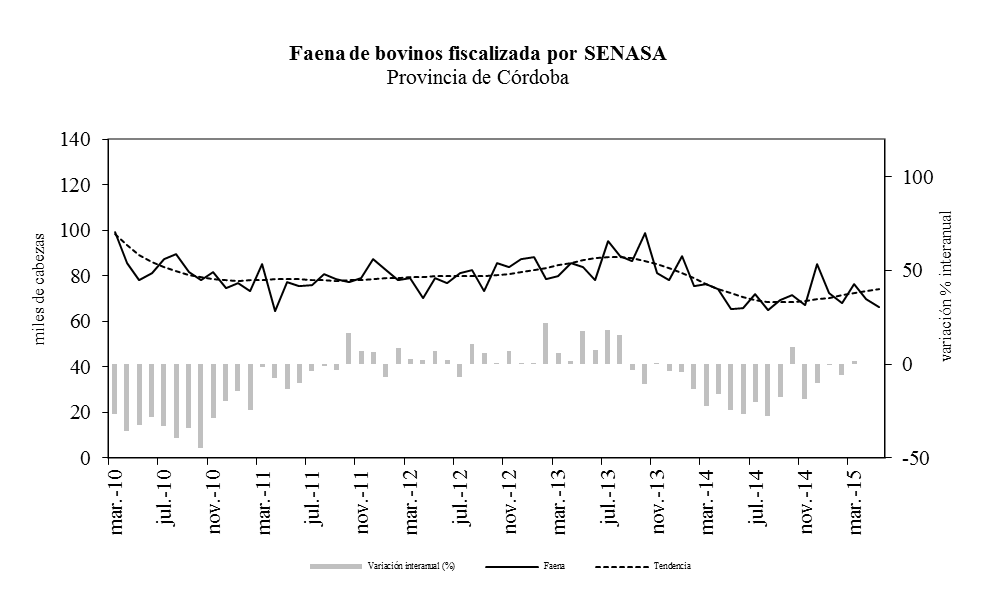 Faena de bovinos fiscalizada por SENASA
Provincia de Córdoba
miles de cabezas
140
120
100
80
60
40
20
0
100
50
0
-50
variación % interanual
mar.-10
jul.-10
nov.-10
mar.-11
jul.-11
nov.-11
mar.-12
jul.-12
nov.-12
mar.-13
jul.-13
nov.-13
mar.-14
jul.-14
nov.-14
mar.-15
Variación interanual (%)
Faena
Tendencia